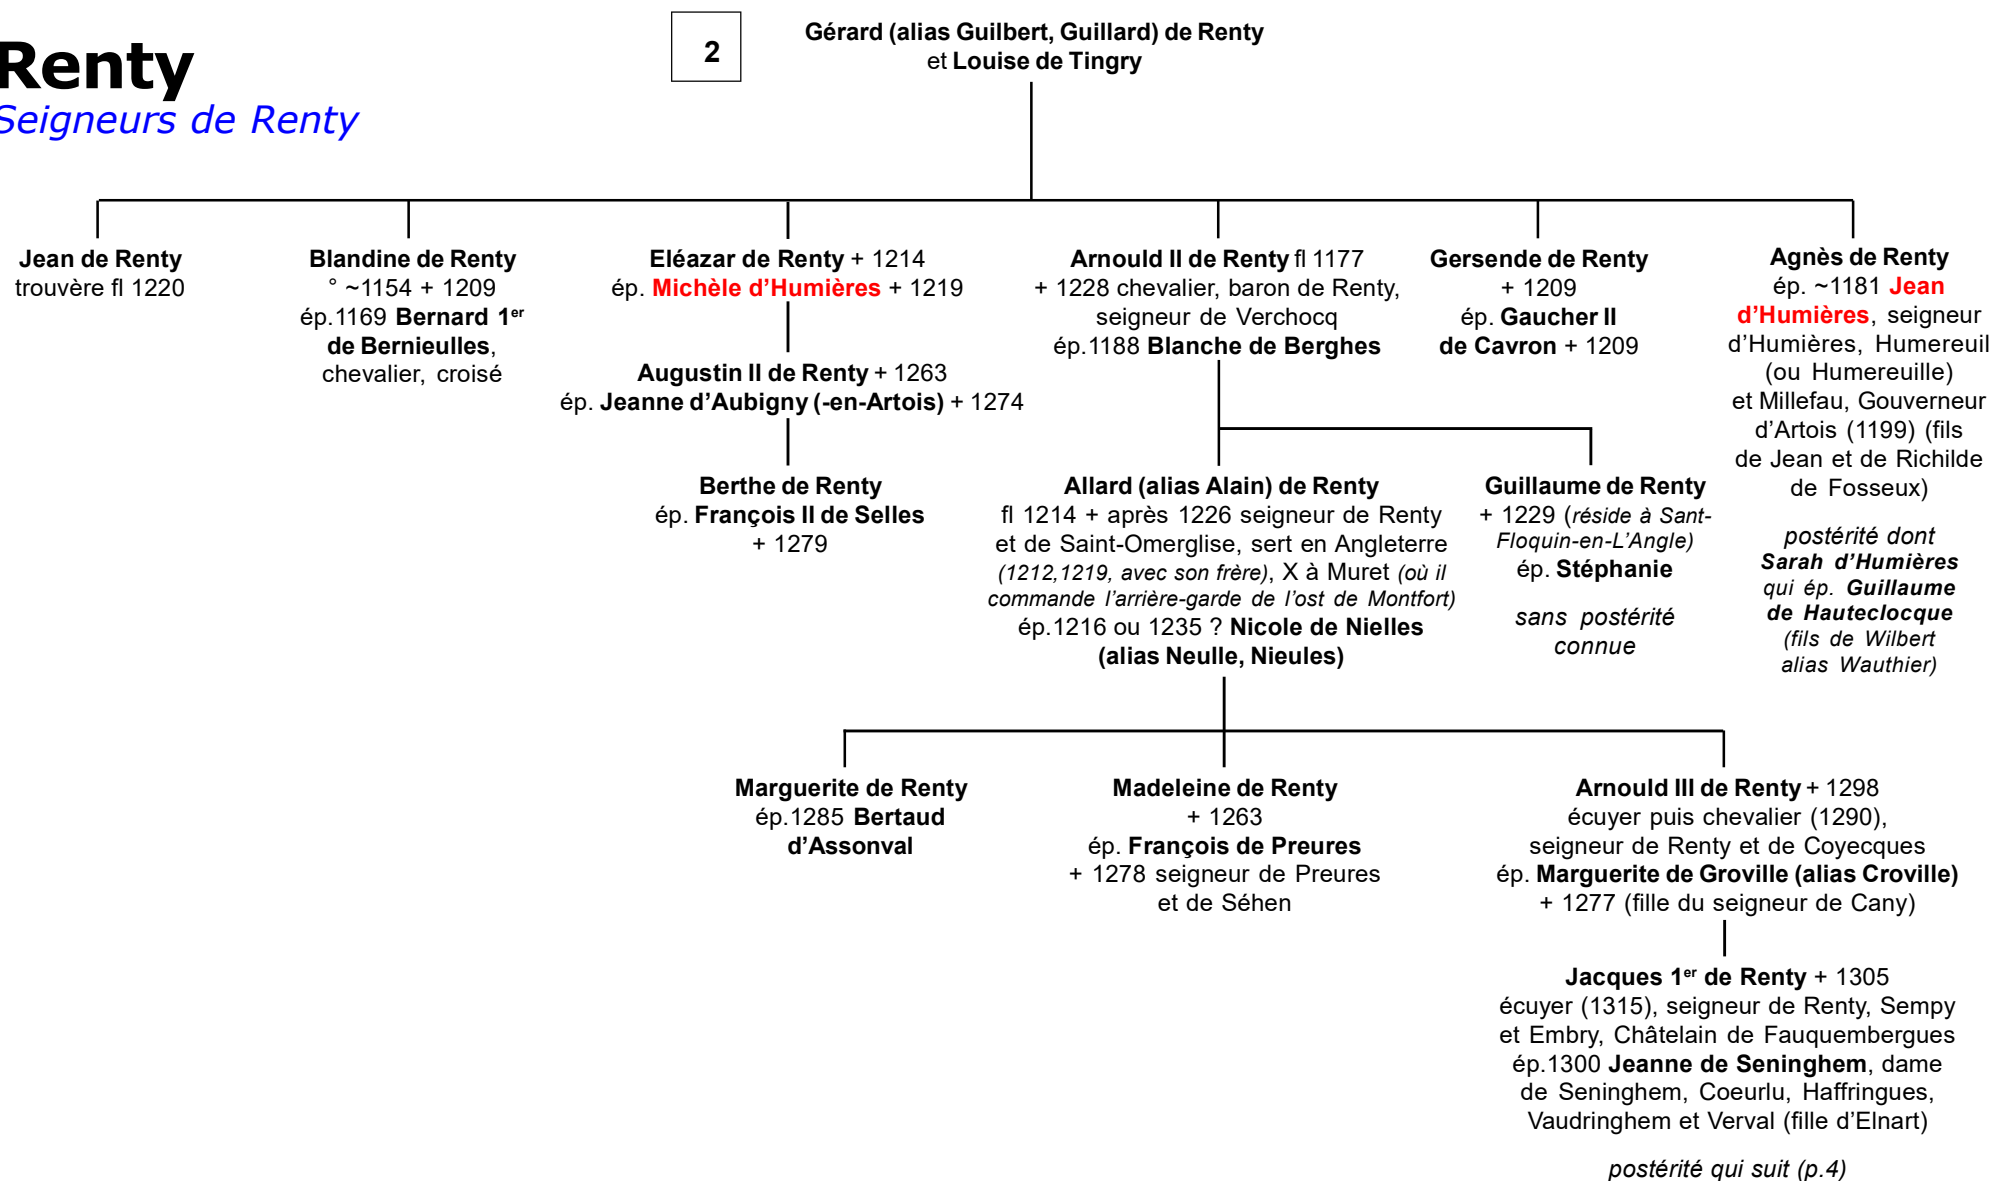 Renty
Seigneurs de Renty
2
Gérard (alias Guilbert, Guillard) de Renty
et Louise de Tingry
Jean de Renty
trouvère fl 1220
Blandine de Renty
° ~1154 + 1209
ép.1169 Bernard 1er
de Bernieulles,
chevalier, croisé
Eléazar de Renty + 1214
ép. Michèle d’Humières + 1219
Augustin II de Renty + 1263
ép. Jeanne d’Aubigny (-en-Artois) + 1274
Berthe de Renty
ép. François II de Selles
+ 1279
Arnould II de Renty fl 1177
+ 1228 chevalier, baron de Renty,
seigneur de Verchocq
ép.1188 Blanche de Berghes
Gersende de Renty
+ 1209
ép. Gaucher II
de Cavron + 1209
Agnès de Renty
ép. ~1181 Jean
d’Humières, seigneur
d’Humières, Humereuil
(ou Humereuille)
et Millefau, Gouverneur
d’Artois (1199) (fils
de Jean et de Richilde
de Fosseux)
postérité dont
Sarah d’Humières
qui ép. Guillaume
de Hauteclocque
(fils de Wilbert
alias Wauthier)
Allard (alias Alain) de Renty
fl 1214 + après 1226 seigneur de Renty
et de Saint-Omerglise, sert en Angleterre
(1212,1219, avec son frère), X à Muret (où il
commande l’arrière-garde de l’ost de Montfort)
ép.1216 ou 1235 ? Nicole de Nielles
(alias Neulle, Nieules)
Guillaume de Renty
+ 1229 (réside à Sant-
Floquin-en-L’Angle)
ép. Stéphanie
sans postérité
connue
Marguerite de Renty
ép.1285 Bertaud
d’Assonval
Madeleine de Renty
+ 1263
ép. François de Preures
+ 1278 seigneur de Preures
et de Séhen
Arnould III de Renty + 1298
écuyer puis chevalier (1290),
seigneur de Renty et de Coyecques
ép. Marguerite de Groville (alias Croville)
+ 1277 (fille du seigneur de Cany)
Jacques 1er de Renty + 1305
écuyer (1315), seigneur de Renty, Sempy
et Embry, Châtelain de Fauquembergues
ép.1300 Jeanne de Seninghem, dame
de Seninghem, Coeurlu, Haffringues,
Vaudringhem et Verval (fille d’Elnart)
postérité qui suit (p.4)